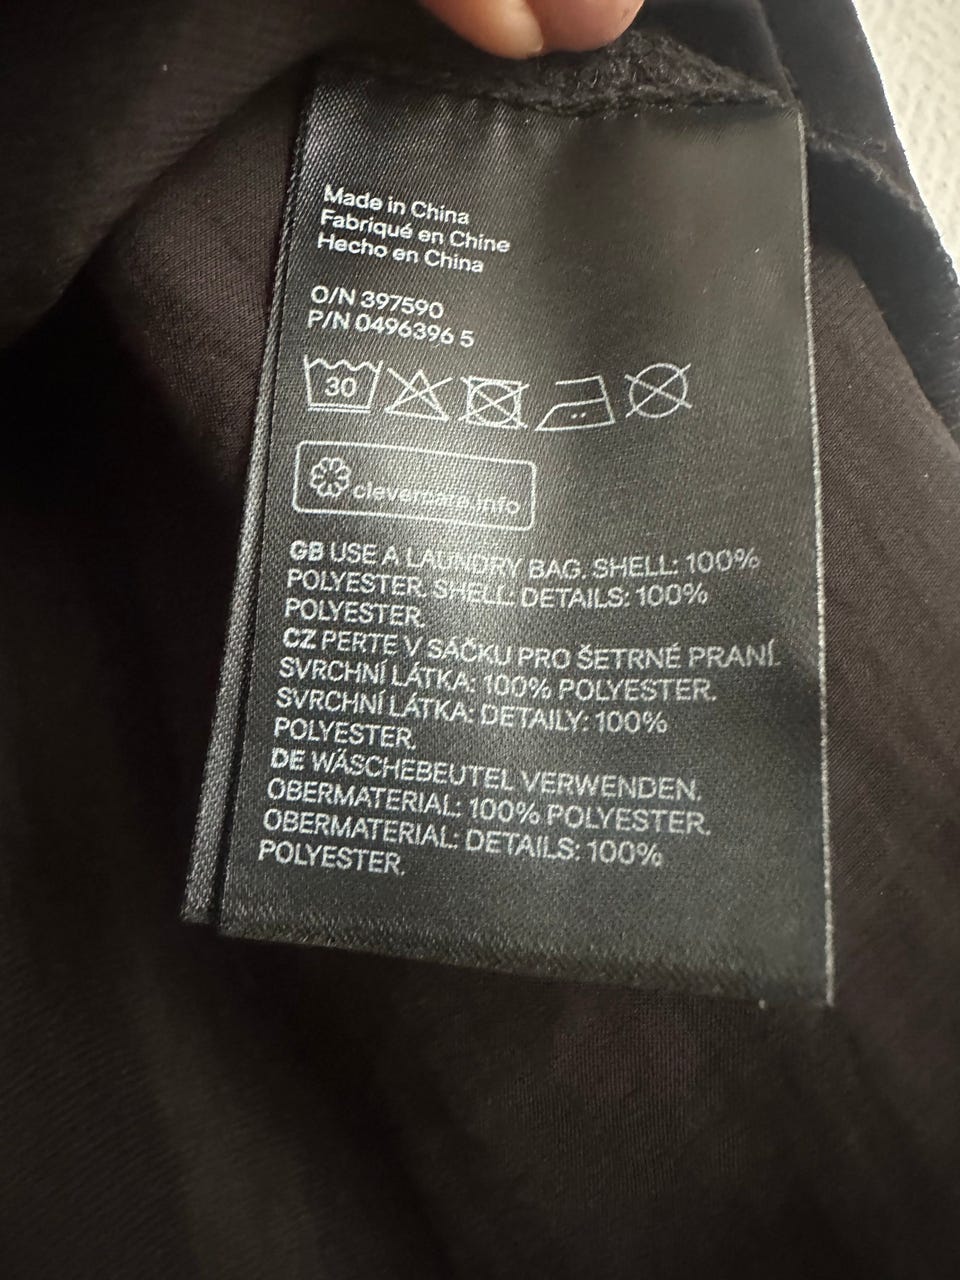 Made in China
Fabriqué en Chine
Hecho en China
O/N 397590
P/N 0496396 5
30
clevercare.info
GB USE A LAUNDRY BAG. SHELL: 100%
POLYESTER. SHELL: DETAILS: 100%
POLYESTER.
CZ PERTE V SÁČKU PRO ŠETRNÉ PRANÍ.
SVRCHNÍ LÁTKA: 100% POLYESTER.
SVRCHNÍ LÁTKA: DETAILY: 100%
POLYESTER.
DE WÄSCHEBEUTEL VERWENDEN.
OBERMATERIAL: 100% POLYESTER.
OBERMATERIAL: DETAILS: 100%
POLYESTER.